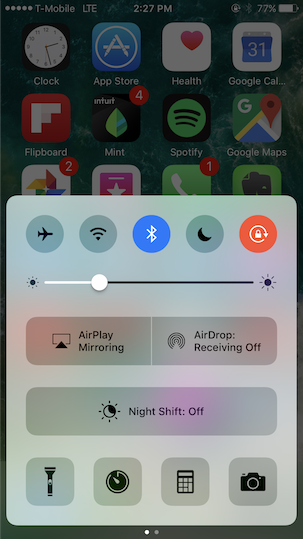 T-Mobile LTE 2:27 PM 77%
31
Clock App Store Health Google Cal...
intuit 4
Flipboard Mint Spotify Google Maps
2 1
AirPlay
Mirroring
AirDrop:
Receiving Off
Night Shift: Off